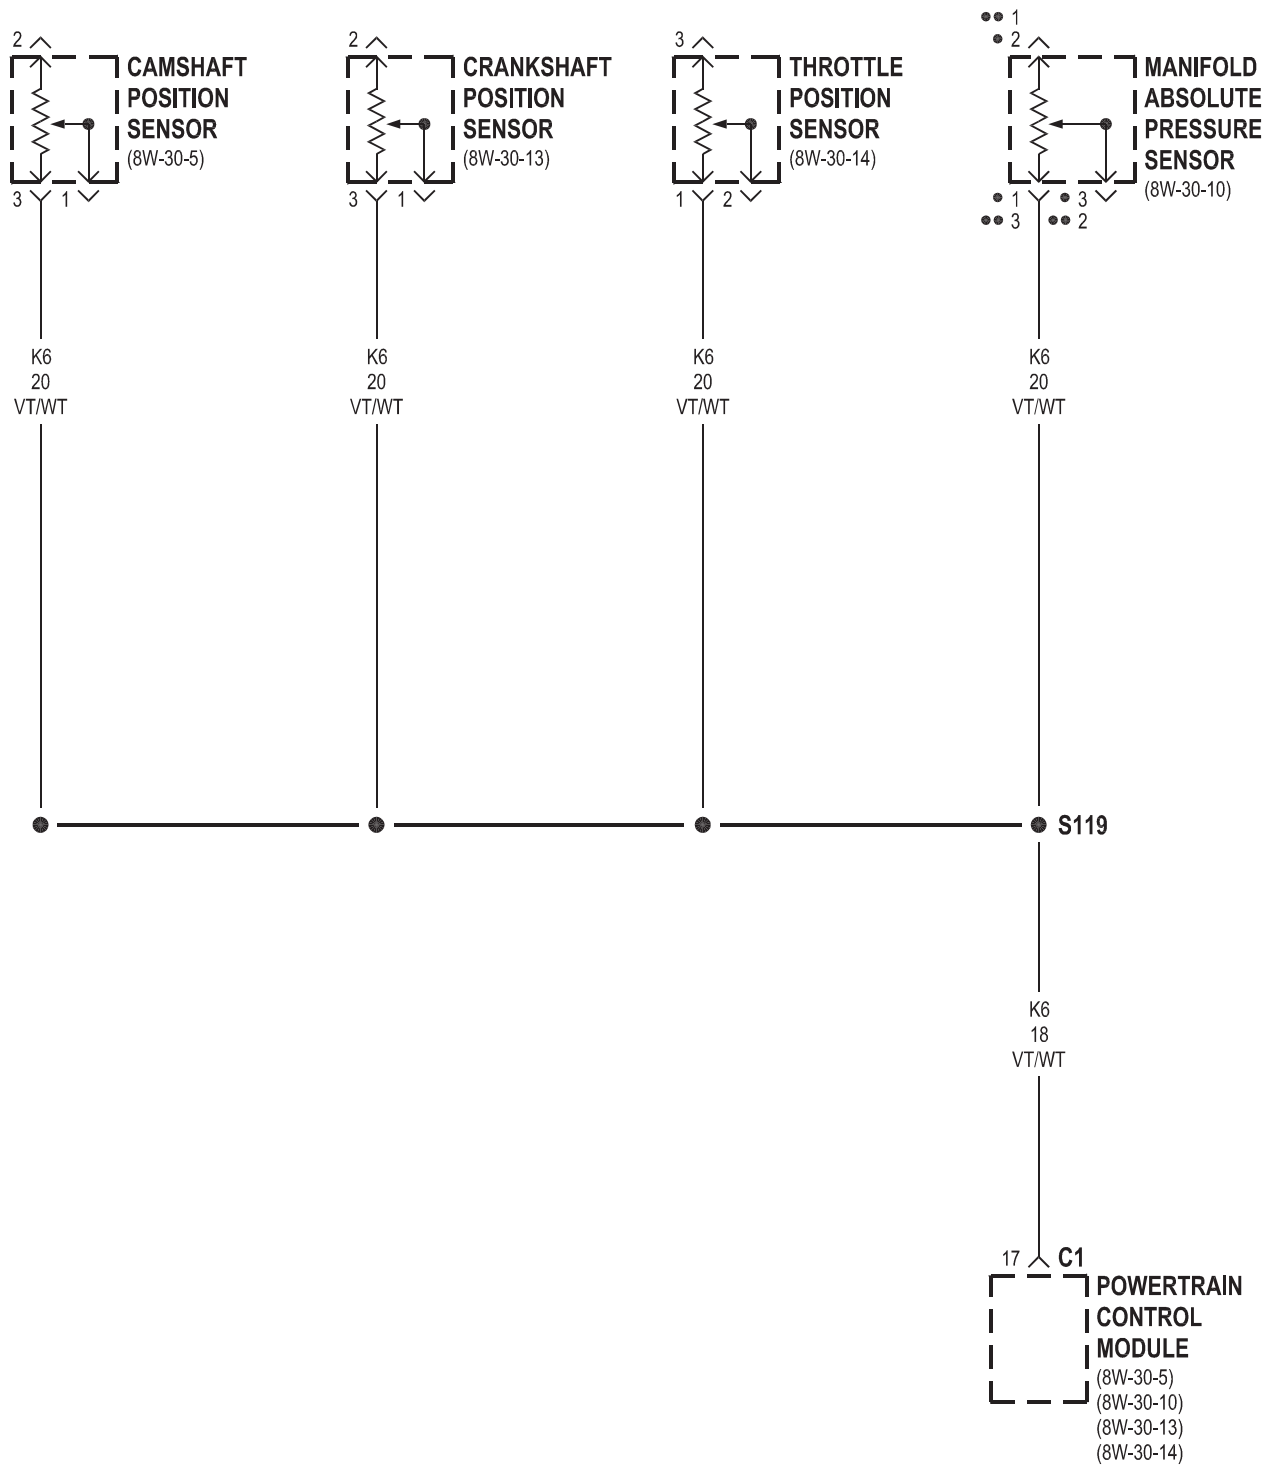 2
CAMSHAFT
POSITION
SENSOR
(8W-30-5)
3 1
2
CRANKSHAFT
POSITION
SENSOR
(8W-30-13)
3 1
3
THROTTLE
POSITION
SENSOR
(8W-30-14)
1 2
•• 1
• 2
MANIFOLD
ABSOLUTE
PRESSURE
SENSOR
(8W-30-10)
• 1 • 3
•• 3 •• 2
K6
20
VT/WT
K6
20
VT/WT
K6
20
VT/WT
K6
20
VT/WT
S119
K6
18
VT/WT
17 C1
POWERTRAIN
CONTROL
MODULE
(8W-30-5)
(8W-30-10)
(8W-30-13)
(8W-30-14)